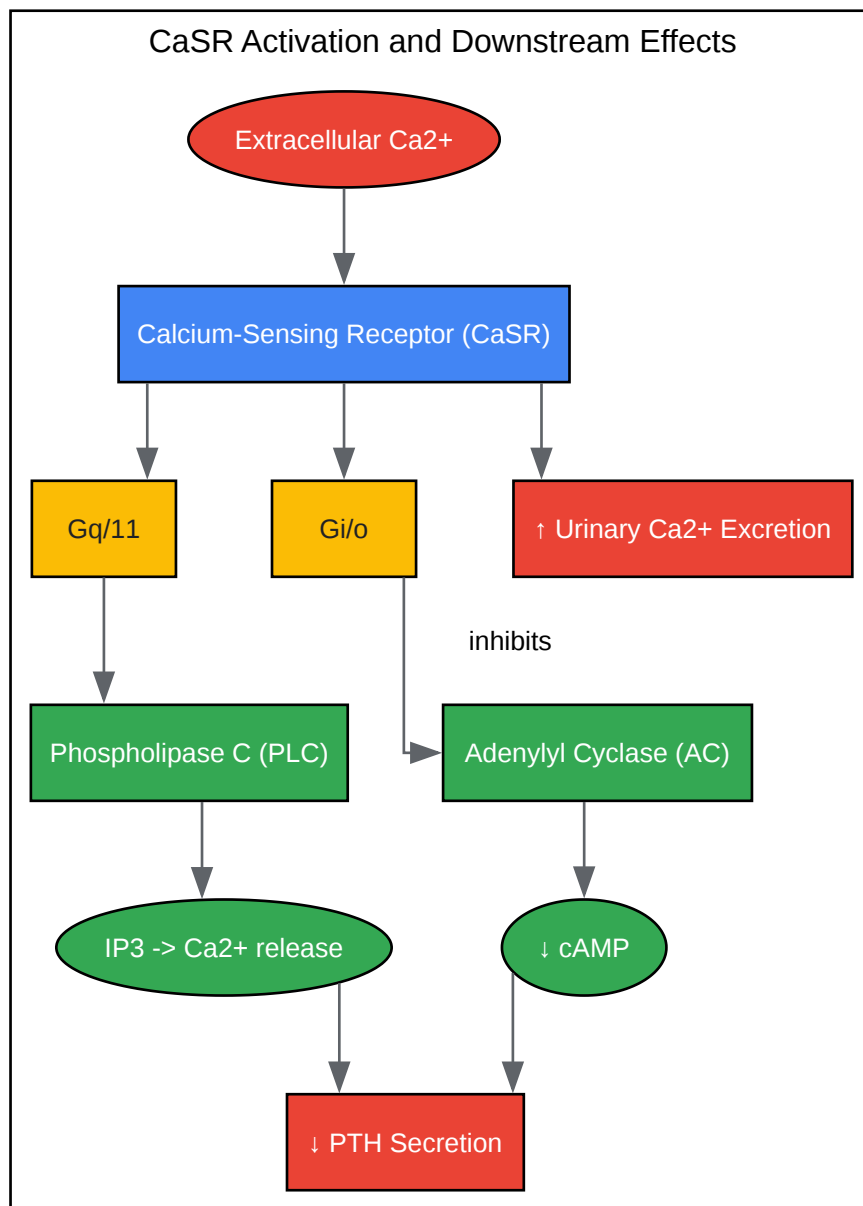 CaSR Activation and Downstream Effects
Extracellular Ca2+
Calcium-Sensing Receptor (CaSR)
Gq/11
Gi/o
↑ Urinary Ca2+ Excretion
inhibits
Phospholipase C (PLC)
Adenylyl Cyclase (AC)
IP3 -> Ca2+ release
↓ cAMP
↓ PTH Secretion